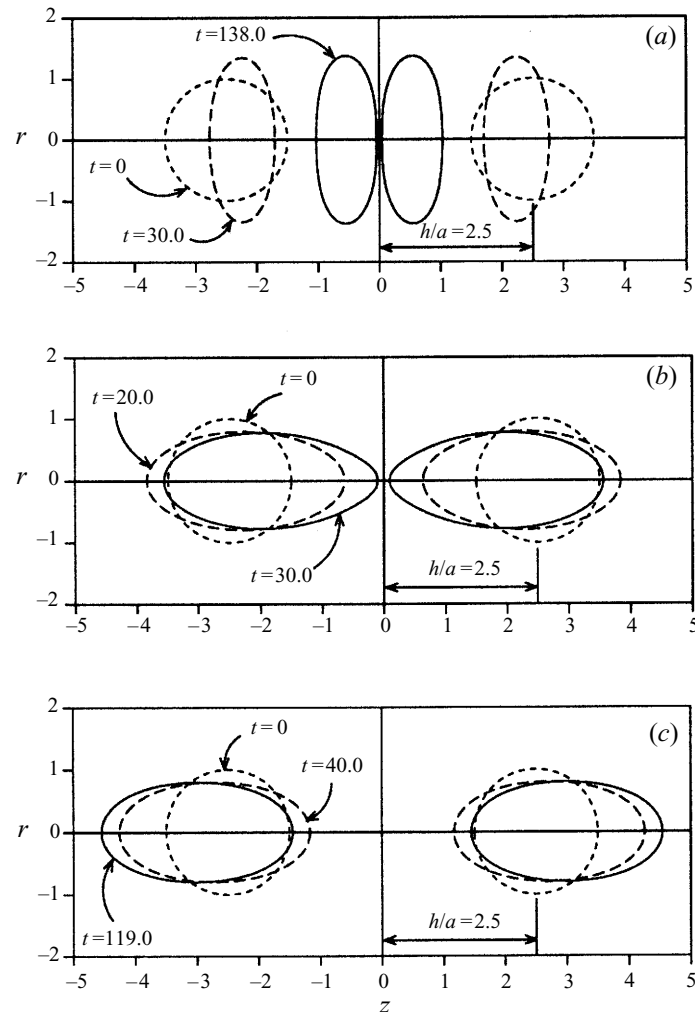 2
t=138.0
(a)
1
r
0
t=0
–1
t=30.0
h/a=2.5
–2
–5 –4 –3 –2 –1 0 1 2 3 4 5
2
t=0
(b)
t=20.0
1
r
0
–1
t=30.0
h/a=2.5
–2
–5 –4 –3 –2 –1 0 1 2 3 4 5
2
t=0
(c)
t=40.0
1
r
0
–1
t=119.0
h/a=2.5
–2
–5 –4 –3 –2 –1 0 1 2 3 4 5
z